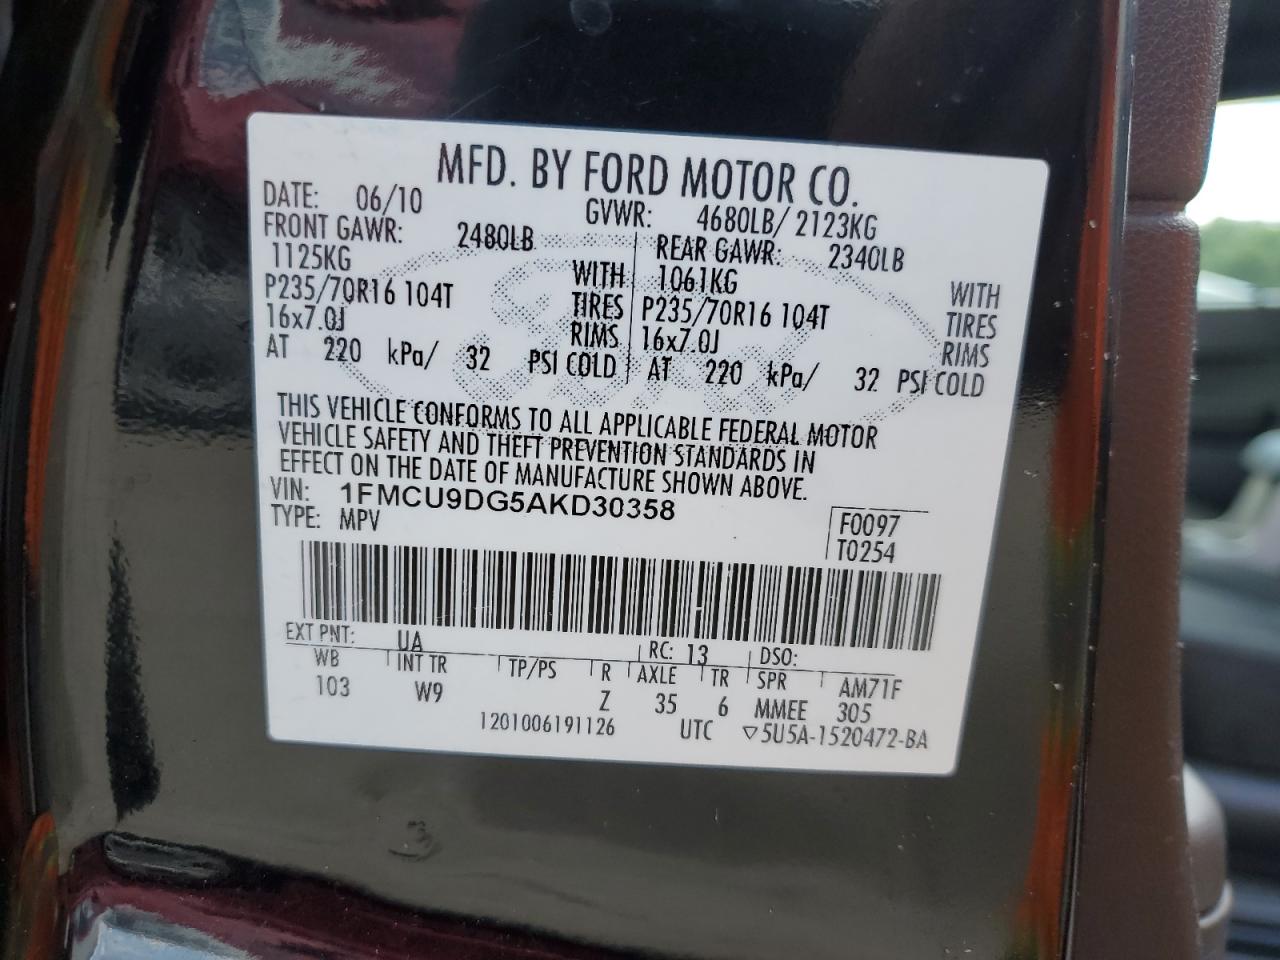 MFD. BY FORD MOTOR CO.
DATE: 06/10 GVWR: 4680LB/ 2123KG
FRONT GAWR: 2480LB REAR GAWR: 2340LB
1125KG WITH 1061KG WITH
P235/70R16 104T TIRES P235/70R16 104T TIRES
16x7.0J RIMS 16x7.0J RIMS
AT 220 kPa/ 32 PSI COLD AT 220 kPa/ 32 PSI COLD
THIS VEHICLE CONFORMS TO ALL APPLICABLE FEDERAL MOTOR
VEHICLE SAFETY AND THEFT PREVENTION STANDARDS IN
EFFECT ON THE DATE OF MANUFACTURE SHOWN ABOVE.
VIN: 1FMCU9DG5AKD30358
TYPE: MPV
F0097
T0254
EXT PNT: UA RC: 13 DSO:
WB INT TR TP/PS R AXLE TR SPR AM71F
103 W9 Z 35 6 MMEE 305
1201006191126 UTC ▽5U5A-1520472-BA